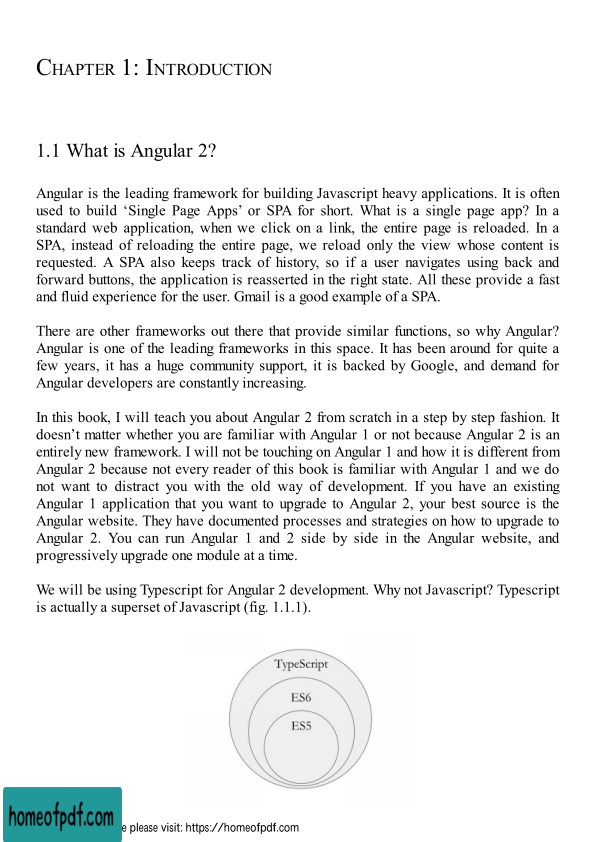 CHAPTER 1: INTRODUCTION
1.1 What is Angular 2?
Angular is the leading framework for building Javascript heavy applications. It is often
used to build ‘Single Page Apps’ or SPA for short. What is a single page app? In a
standard web application, when we click on a link, the entire page is reloaded. In a
SPA, instead of reloading the entire page, we reload only the view whose content is
requested. A SPA also keeps track of history, so if a user navigates using back and
forward buttons, the application is reasserted in the right state. All these provide a fast
and fluid experience for the user. Gmail is a good example of a SPA.
There are other frameworks out there that provide similar functions, so why Angular?
Angular is one of the leading frameworks in this space. It has been around for quite a
few years, it has a huge community support, it is backed by Google, and demand for
Angular developers are constantly increasing.
In this book, I will teach you about Angular 2 from scratch in a step by step fashion. It
doesn’t matter whether you are familiar with Angular 1 or not because Angular 2 is an
entirely new framework. I will not be touching on Angular 1 and how it is different from
Angular 2 because not every reader of this book is familiar with Angular 1 and we do
not want to distract you with the old way of development. If you have an existing
Angular 1 application that you want to upgrade to Angular 2, your best source is the
Angular website. They have documented processes and strategies on how to upgrade to
Angular 2. You can run Angular 1 and 2 side by side in the Angular website, and
progressively upgrade one module at a time.
We will be using Typescript for Angular 2 development. Why not Javascript? Typescript
is actually a superset of Javascript (fig. 1.1.1).
TypeScript
ES6
ES5
homeofpdf.com
e please visit: https://homeofpdf.com